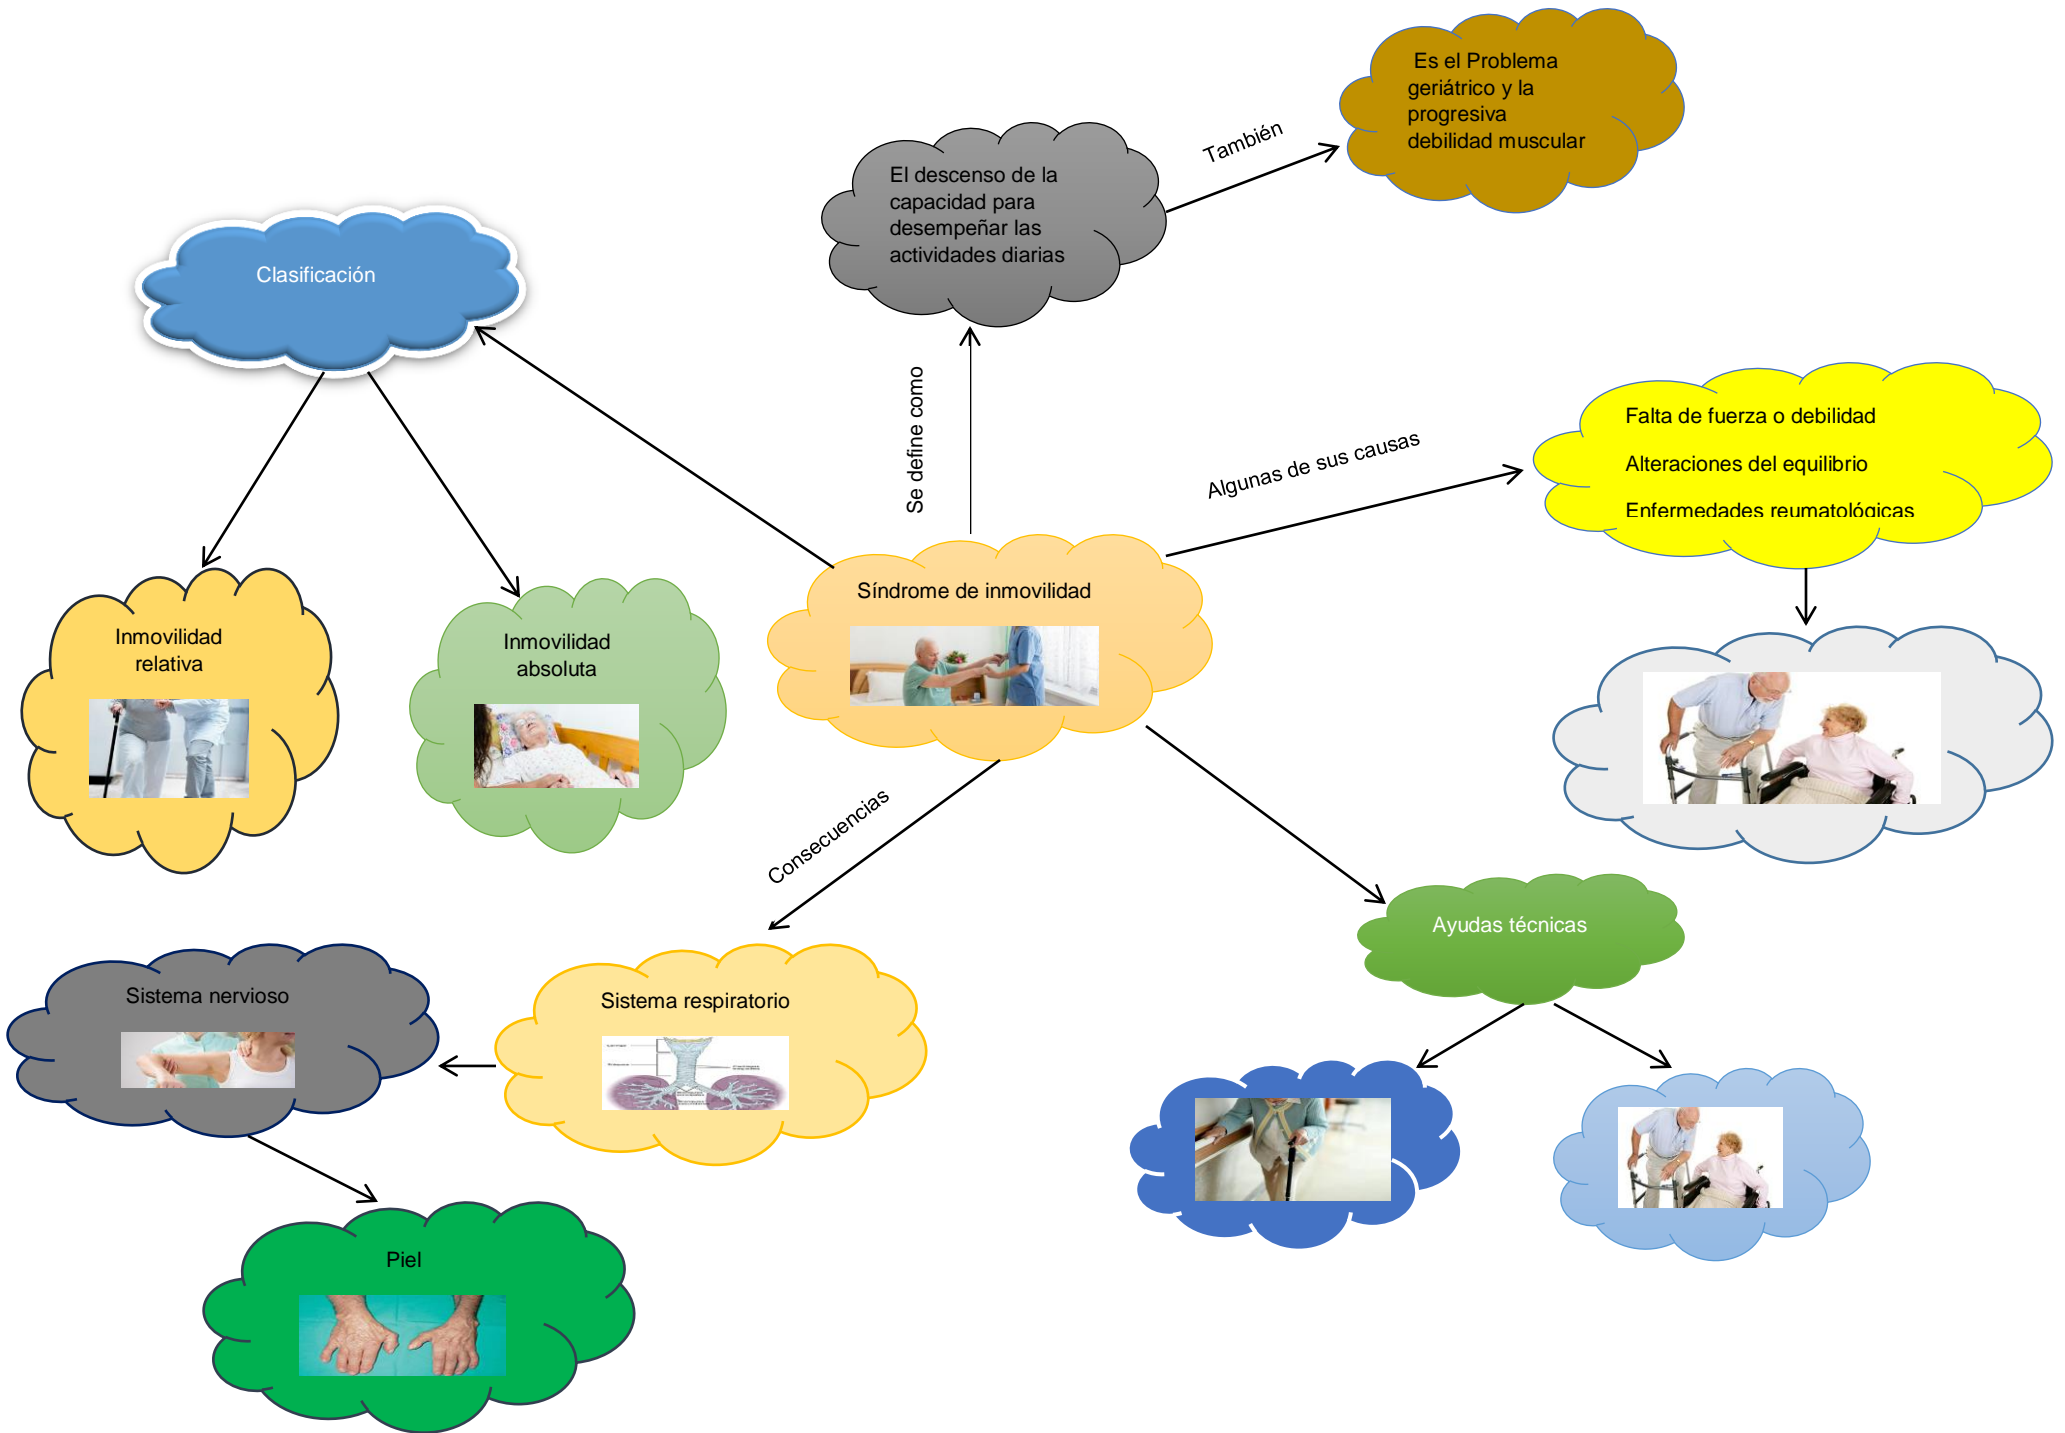 Es el Problema
geriátrico y la
progresiva
debilidad muscular
También
El descenso de la
capacidad para
desempeñar las
actividades diarias
Clasificación
Se define como
Algunas de sus causas
Falta de fuerza o debilidad
Alteraciones del equilibrio
Enfermedades reumatológicas
Síndrome de inmovilidad
Inmovilidad
relativa
Inmovilidad
absoluta
Consecuencias
Ayudas técnicas
Sistema nervioso
Sistema respiratorio
Piel